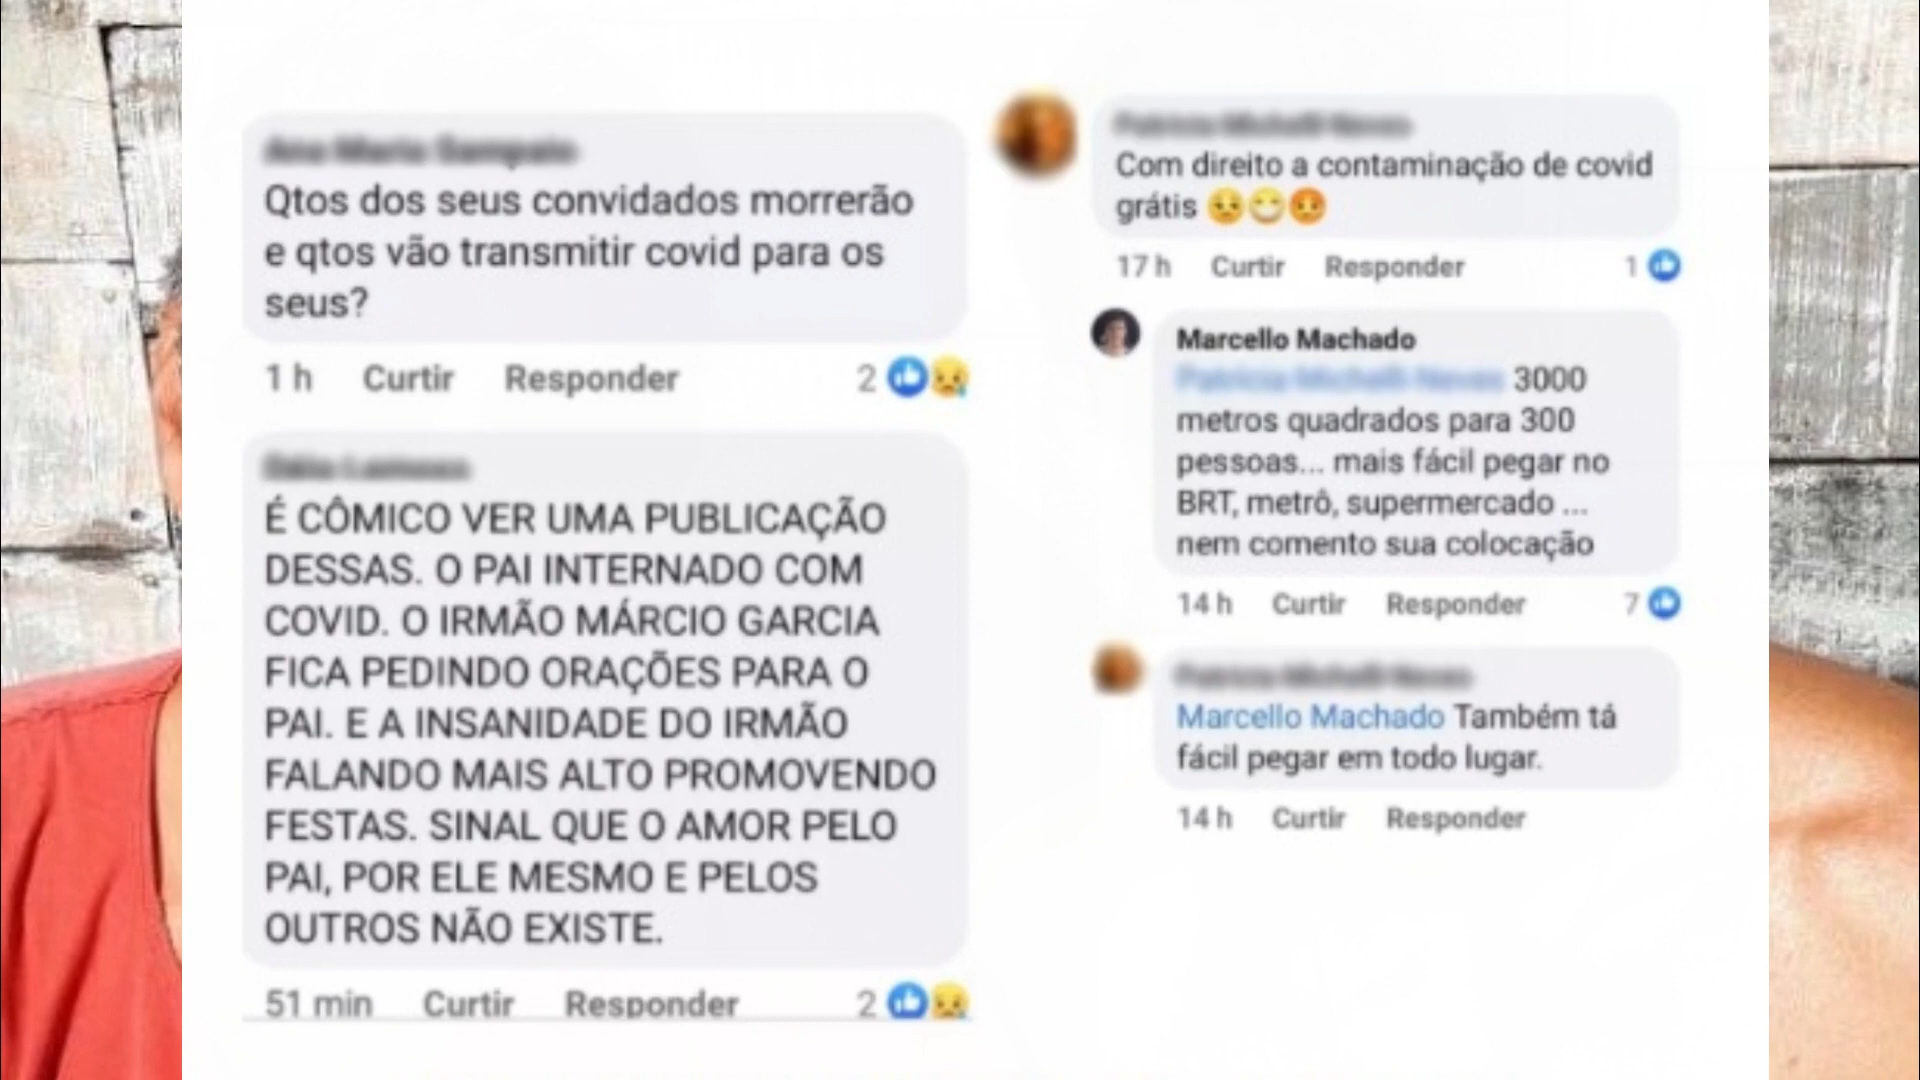 Qtos dos seus convidados morrerão
e qtos vão transmitir covid para os
seus?
1 h Curtir Responder 2
É CÔMICO VER UMA PUBLICAÇÃO
DESSAS. O PAI INTERNADO COM
COVID. O IRMÃO MÁRCIO GARCIA
FICA PEDINDO ORAÇÕES PARA O
PAI. E A INSANIDADE DO IRMÃO
FALANDO MAIS ALTO PROMOVENDO
FESTAS. SINAL QUE O AMOR PELO
PAI, POR ELE MESMO E PELOS
OUTROS NÃO EXISTE.
51 min Curtir Responder 2
Com direito a contaminação de covid
grátis
17 h Curtir Responder 1
Marcello Machado
3000
metros quadrados para 300
pessoas... mais fácil pegar no
BRT, metrô, supermercado ...
nem comento sua colocação
14 h Curtir Responder 7
Marcello Machado Também tá
fácil pegar em todo lugar.
14 h Curtir Responder